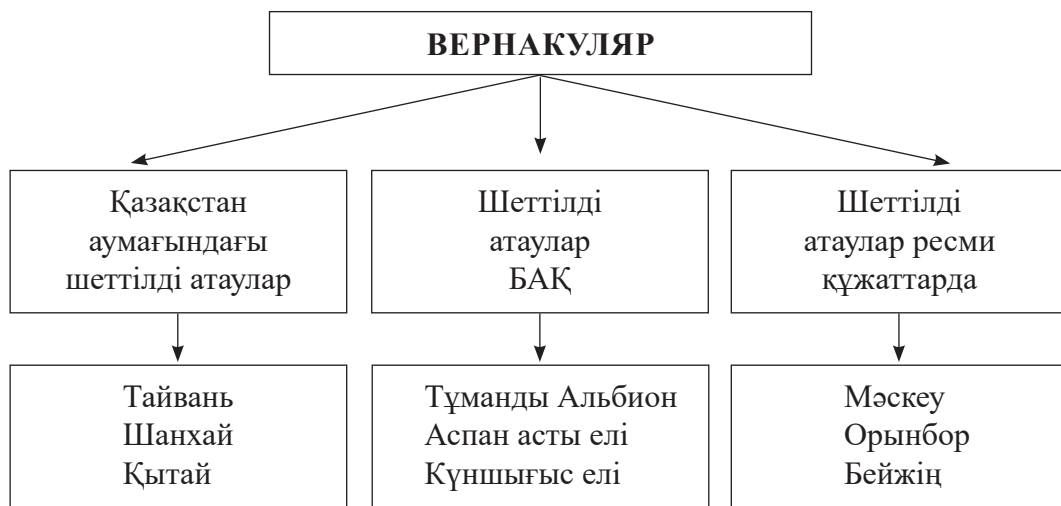 ВЕРНАКУЛЯР
Қазақстан
аумағындағы
шеттілді атаулар
Шеттілді
атаулар
БАҚ
Шеттілді
атаулар ресми
құжаттарда
Тайвань
Шанхай
Қытай
Тұманды Альбион
Аспан асты елі
Күншығыс елі
Мәскеу
Орынбор
Бейжің